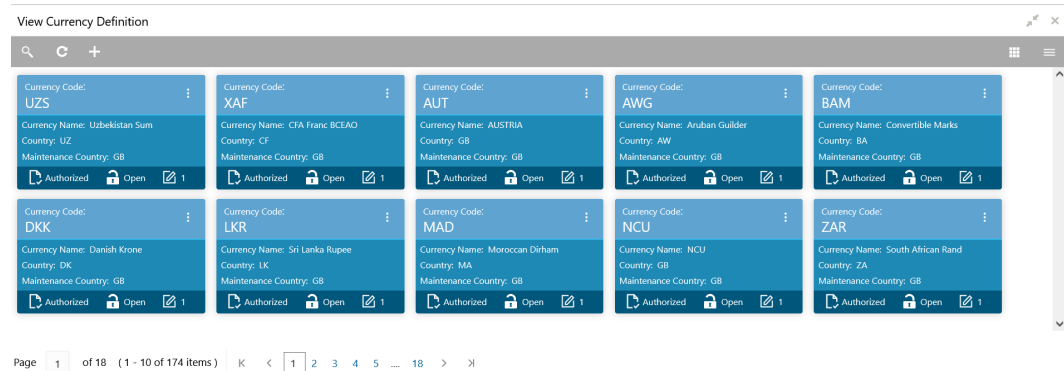 View Currency Definition
Currency Code:
UZS
Currency Name: Uzbekistan Sum
Country: UZ
Maintenance Country: GB
Authorized Open 1
Currency Code:
XAF
Currency Name: CFA Franc BCEAO
Country: CF
Maintenance Country: GB
Authorized Open 1
Currency Code:
AUT
Currency Name: AUSTRIA
Country: GB
Maintenance Country: GB
Authorized Open 1
Currency Code:
AWG
Currency Name: Aruban Guilder
Country: AW
Maintenance Country: GB
Authorized Open 1
Currency Code:
BAM
Currency Name: Convertible Marks
Country: BA
Maintenance Country: GB
Authorized Open 1
Currency Code:
DKK
Currency Name: Danish Krone
Country: DK
Maintenance Country: GB
Authorized Open 1
Currency Code:
LKR
Currency Name: Sri Lanka Rupee
Country: LK
Maintenance Country: GB
Authorized Open 1
Currency Code:
MAD
Currency Name: Moroccan Dirham
Country: MA
Maintenance Country: GB
Authorized Open 1
Currency Code:
NCU
Currency Name: NCU
Country: GB
Maintenance Country: GB
Authorized Open 1
Currency Code:
ZAR
Currency Name: South African Rand
Country: ZA
Maintenance Country: GB
Authorized Open 1
Page 1 of 18 ( 1 - 10 of 174 items ) 1 2 3 4 5 .... 18